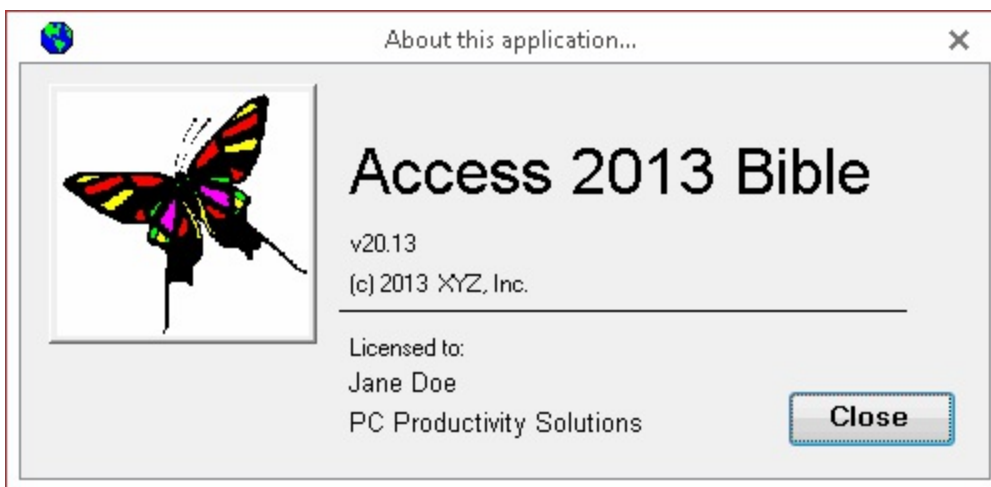 About this application...
Access 2013 Bible
v20.13
(c) 2013 XYZ, Inc.
Licensed to:
Jane Doe
PC Productivity Solutions
Close